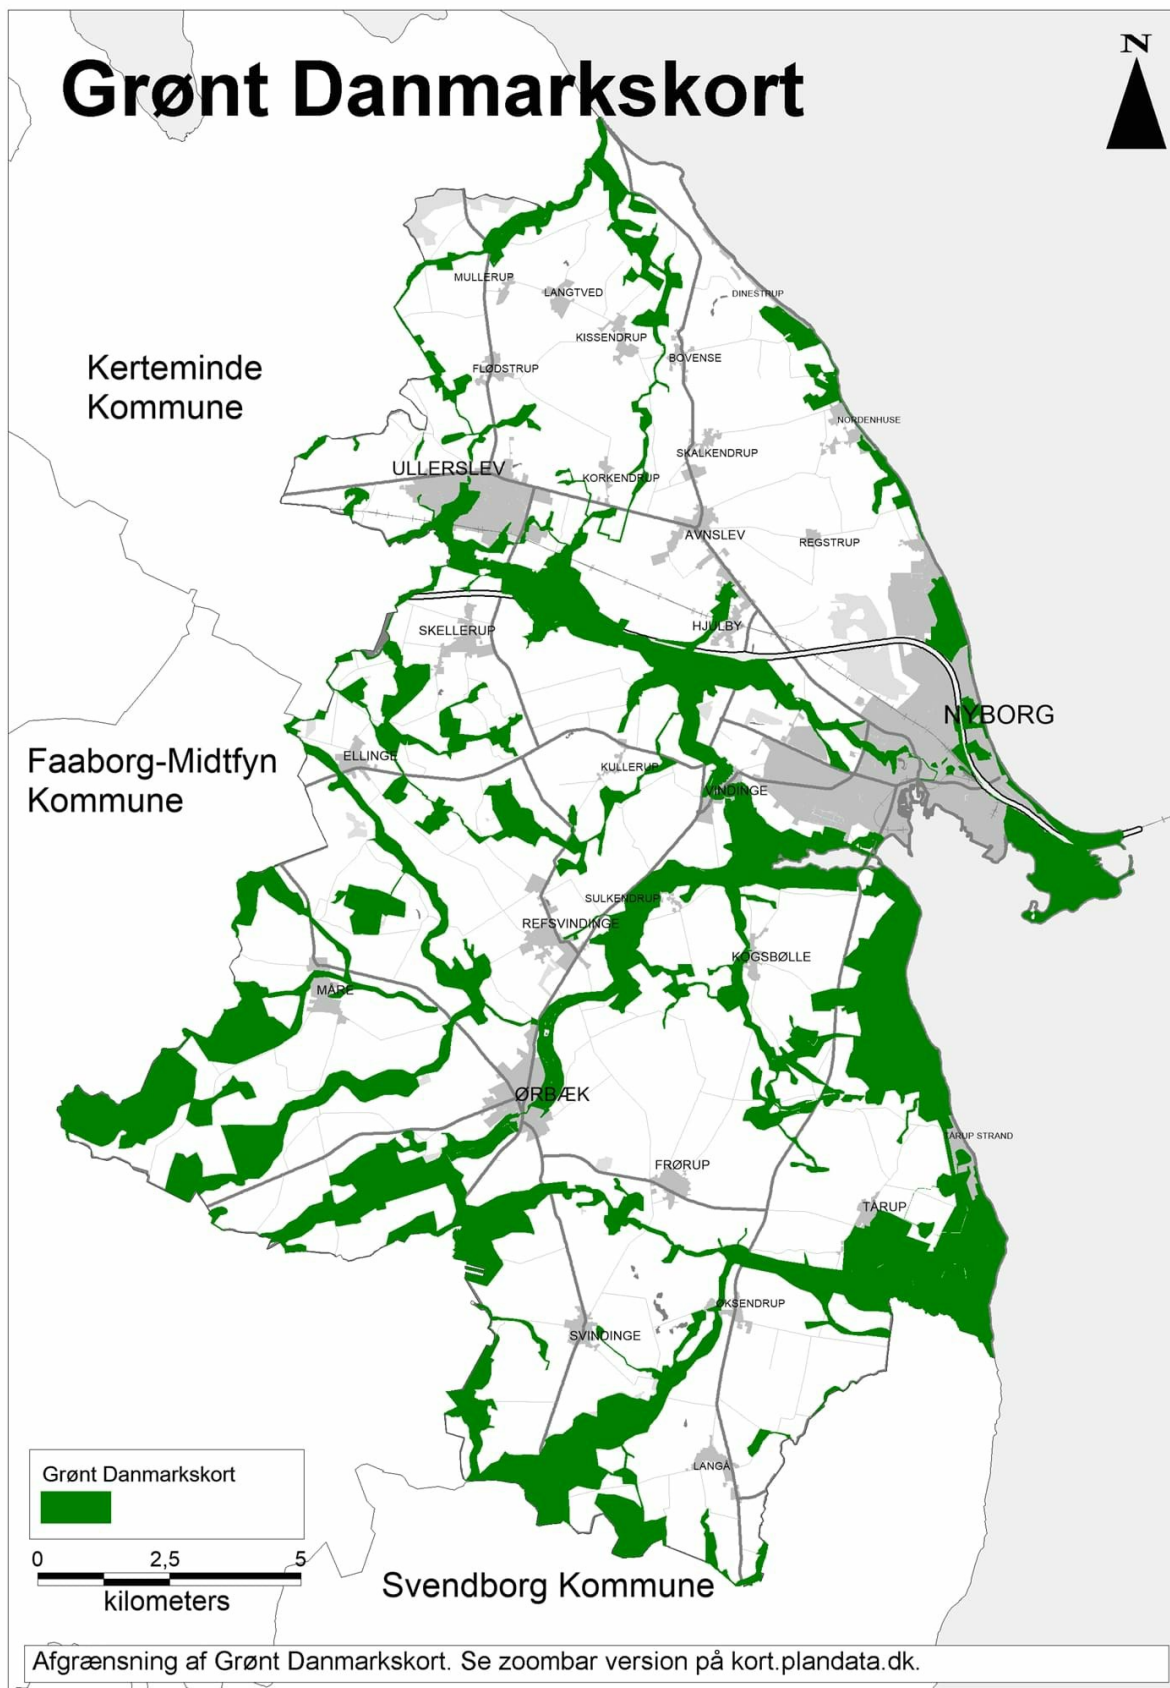 N
Grønt Danmarkskort
MULLERUP
LANGTVED
DINESTRUP
KISSENDRUP
BOVENSE
Kerteminde
Kommune
FLØDSTRUP
NORDENHUSE
SKALKENDRUP
ULLERSLEV
KORKENDRUP
AVNSLEV
REGSTRUP
SKELLERUP
HJULBY
NYBORG
Faaborg-Midtfyn
Kommune
ELLINGE
KULLERUP
VINDINGE
SULKENDRUP
REFSVINDINGE
KOGSBØLLE
MÅRE
ØRBÆK
TÅRUP STRAND
FRØRUP
TÅRUP
ØKSENDRUP
SVINDINGE
LANGÅ
Grønt Danmarkskort
0 2,5 5
kilometers
Svendborg Kommune
Afgrænsning af Grønt Danmarkskort. Se zoombar version på kort.plandata.dk.